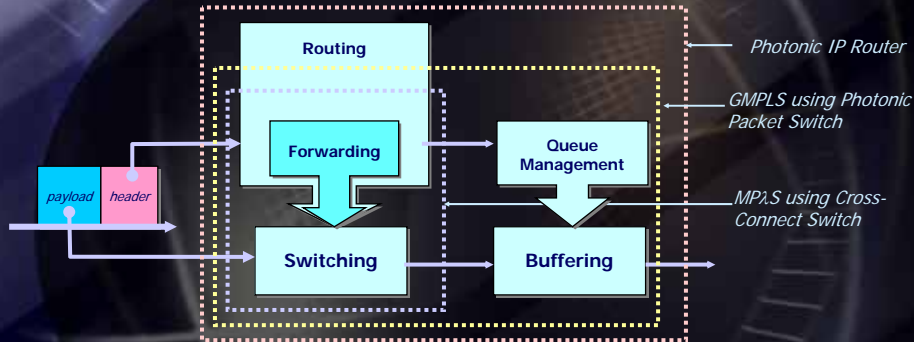 Routing
Photonic IP Router
GMPLS using Photonic
Packet Switch
Forwarding
Queue
Management
payload
header
MPλS using Cross-
Connect Switch
Switching
Buffering